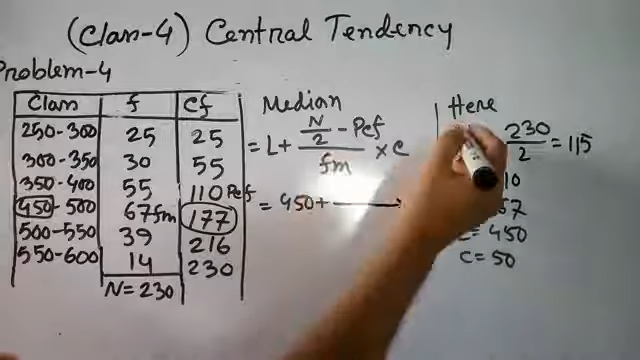 (Clan-4) Central Tendency
Problem-4
Clan f cf
250-300 25 25
300-350 30 55
350-400 55 110 Pcf
450-500 67 fm 177
500-550 39 216
550-600 14 230
N=230
Median
= L+ N/2 - Pcf / fm × c
= 450+
Here
230/2 = 115
10
57
= 450
c = 50